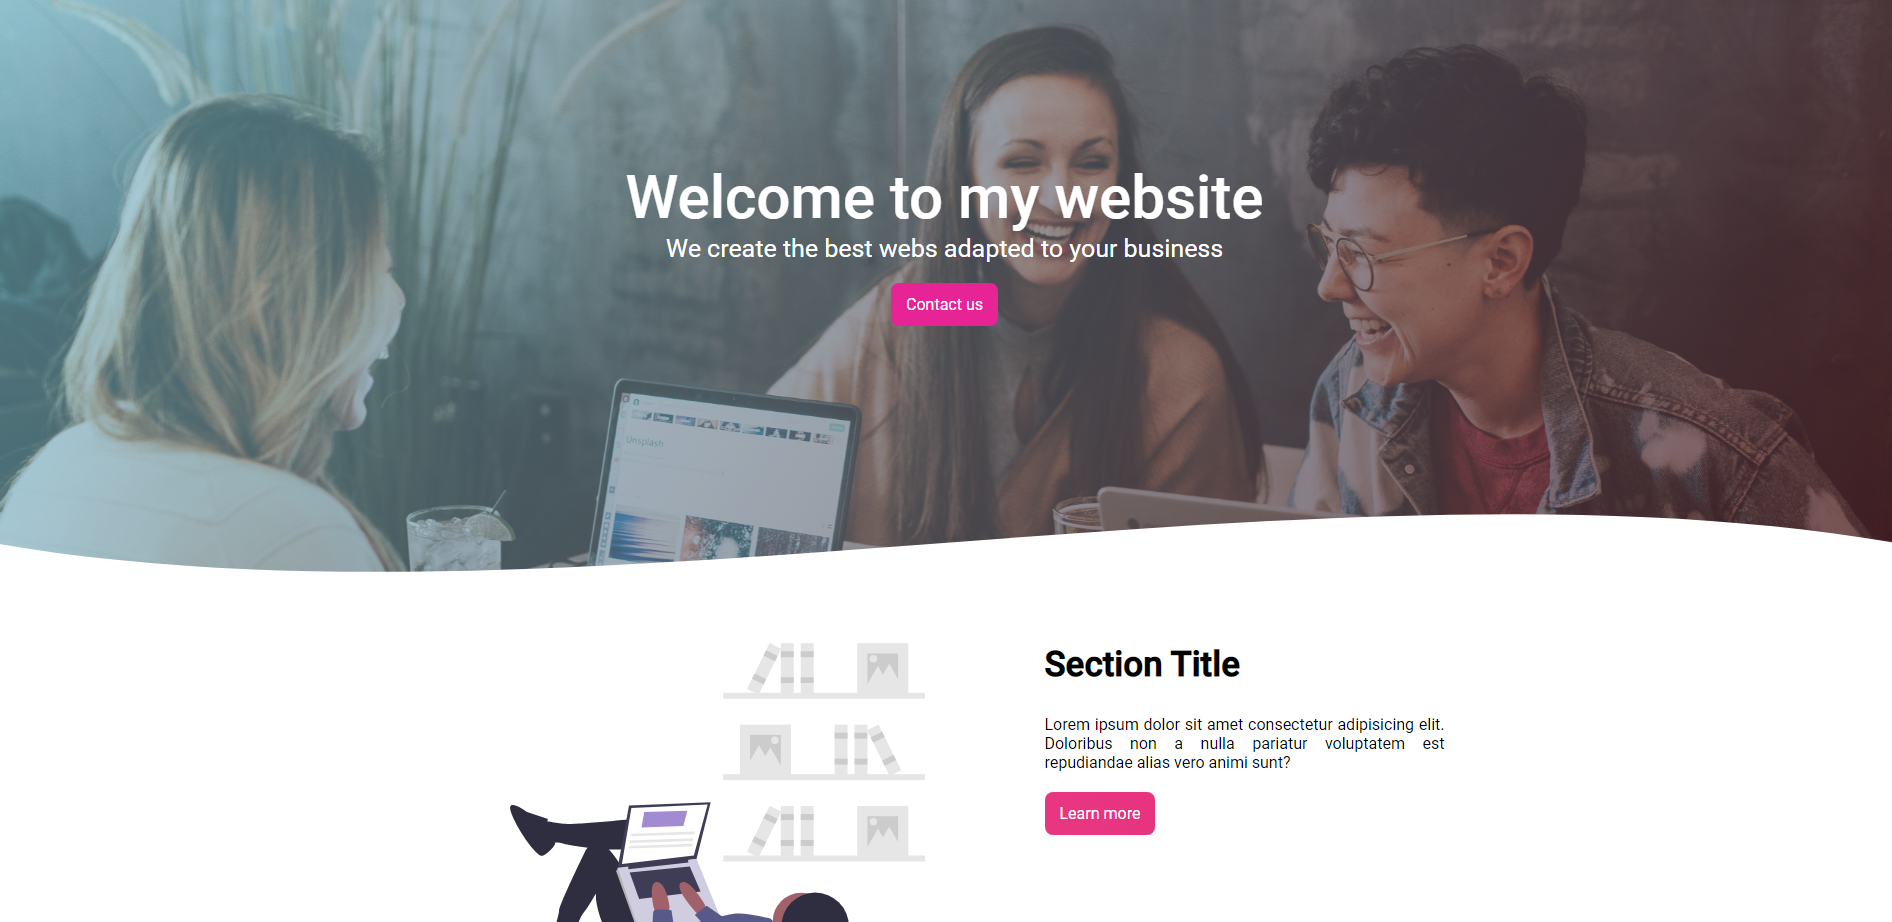 Welcome to my website
We create the best webs adapted to your business
Contact us
Unsplash
Section Title
Lorem ipsum dolor sit amet consectetur adipisicing elit.
Doloribus non a nulla pariatur voluptatem est
repudiandae alias vero animi sunt?
Learn more